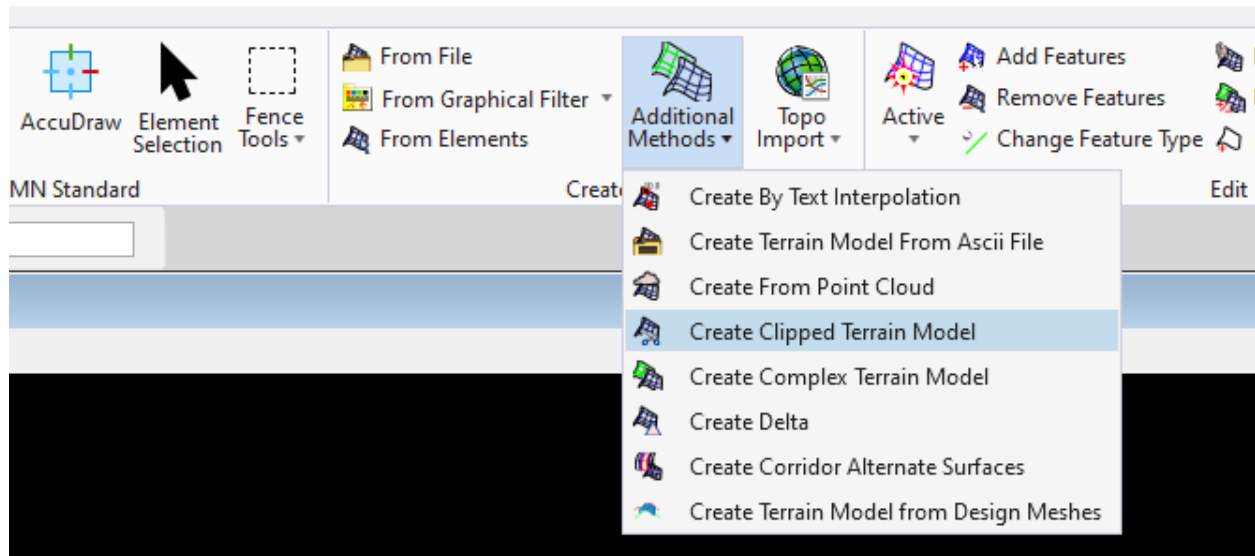 AccuDraw
Element
Selection
Fence
Tools
From File
From Graphical Filter
From Elements
Additional
Methods
Topo
Import
Active
Add Features
Remove Features
Change Feature Type
MN Standard
Edit
Create By Text Interpolation
Create Terrain Model From Ascii File
Create From Point Cloud
Create Clipped Terrain Model
Create Complex Terrain Model
Create Delta
Create Corridor Alternate Surfaces
Create Terrain Model from Design Meshes